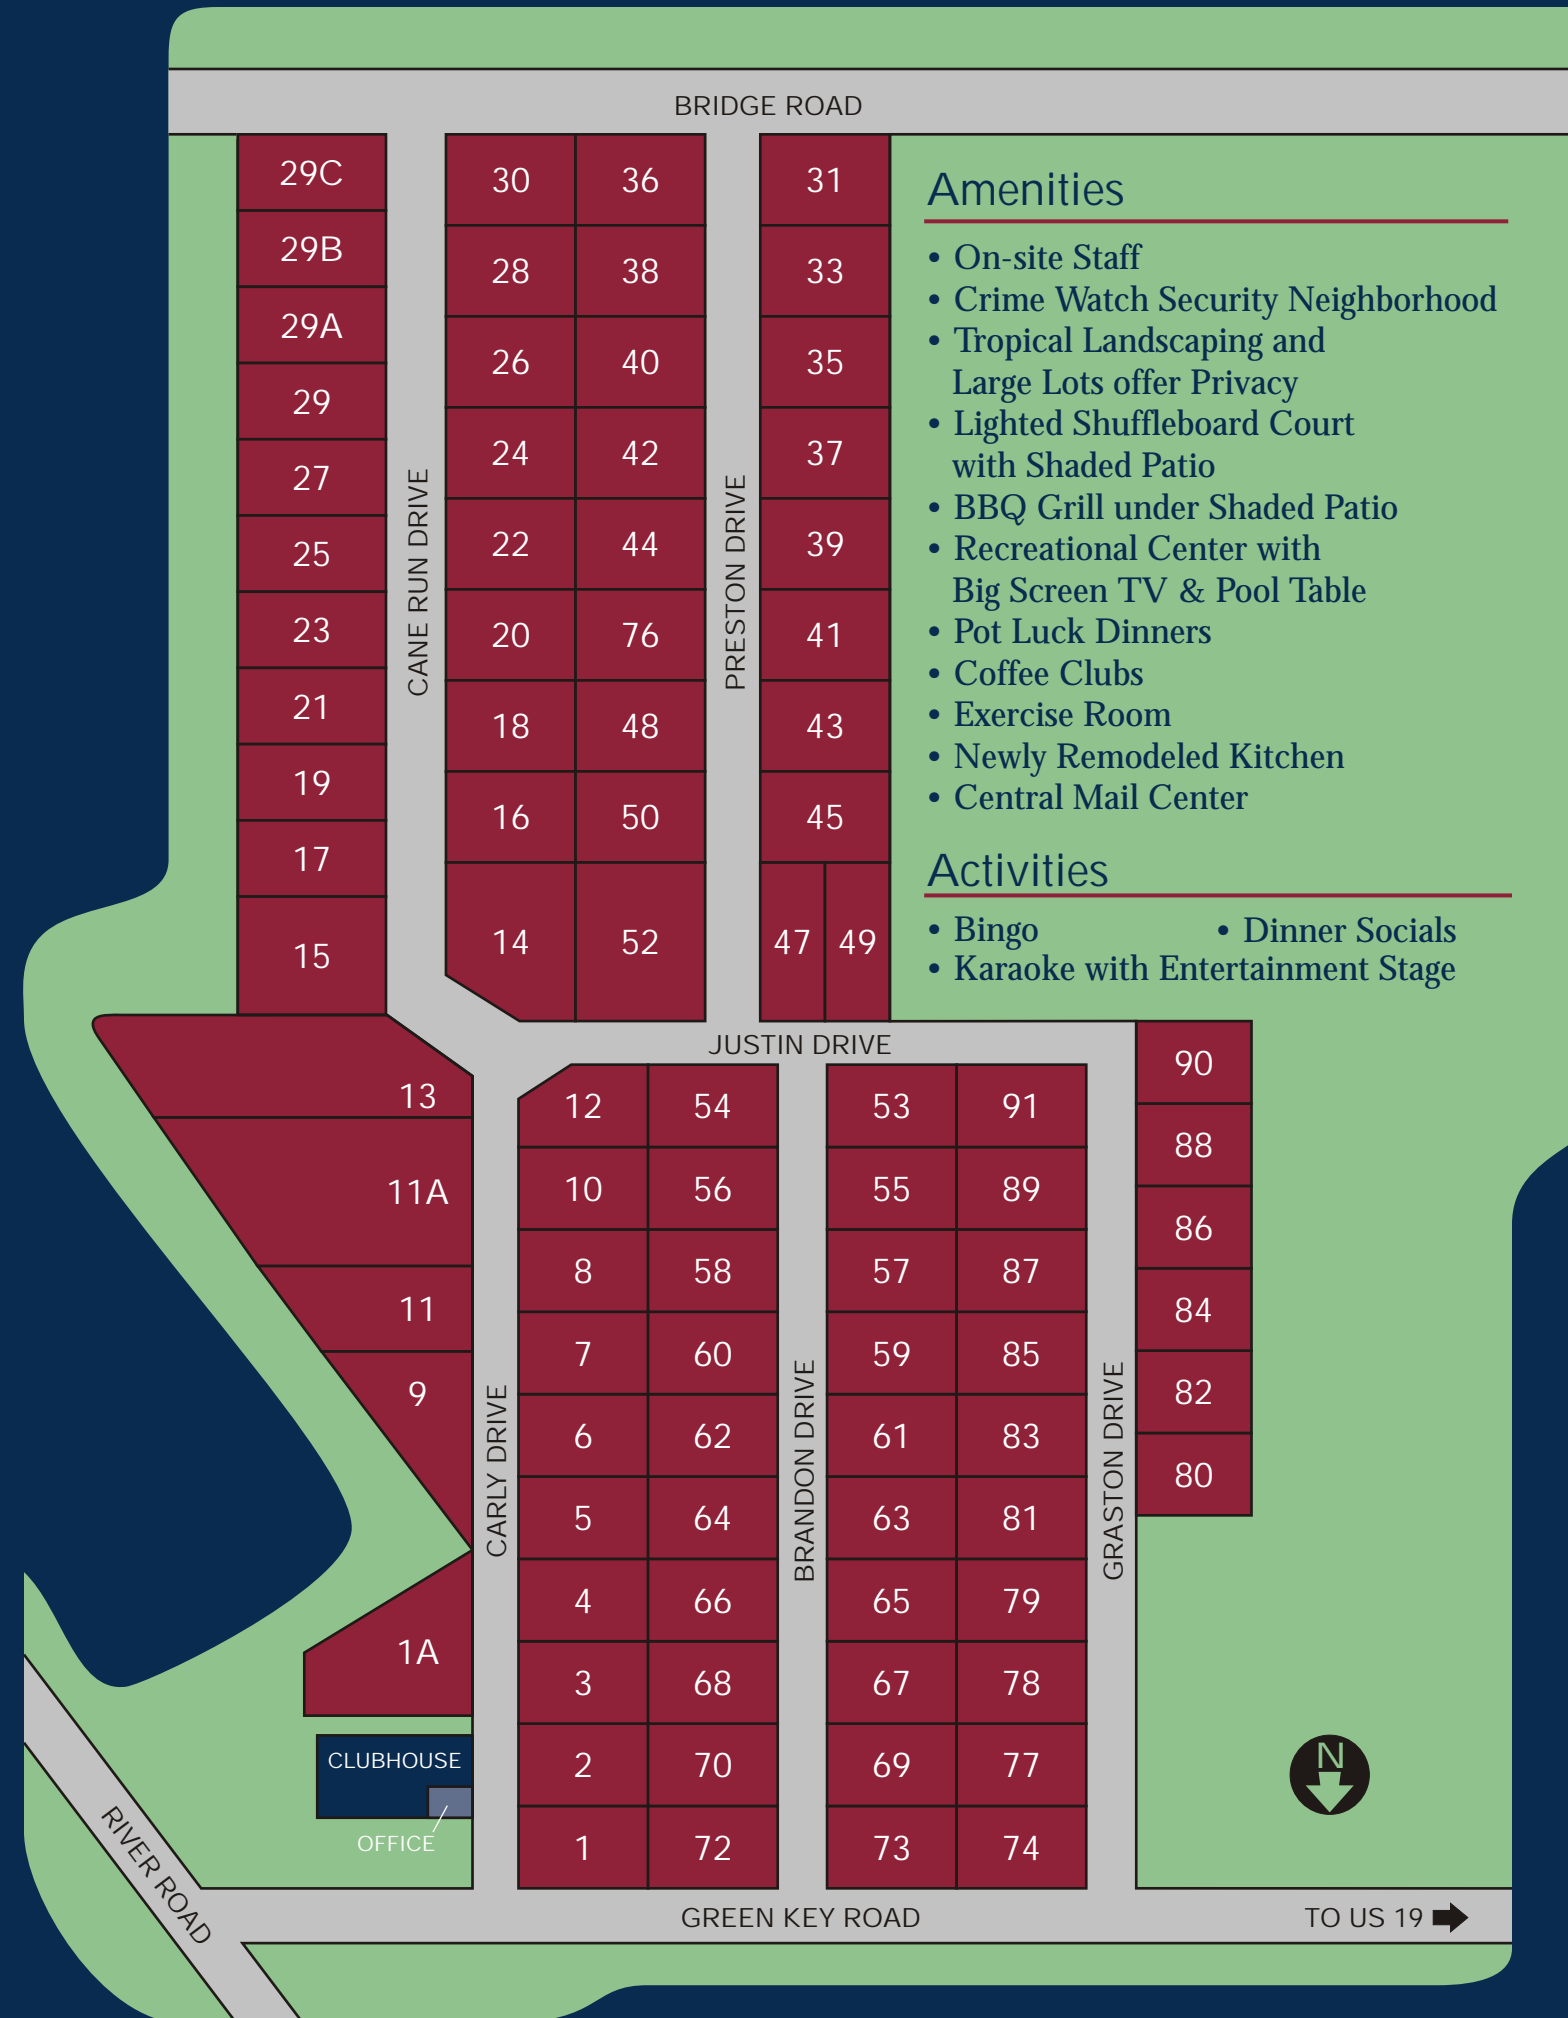 BRIDGE ROAD
29C
29B
29A
29
27
25
23
21
19
17
15
CANE RUN DRIVE
30 36
28 38
26 40
24 42
22 44
20 76
18 48
16 50
14 52
PRESTON DRIVE
31
33
35
37
39
41
43
45
47 49
Amenities
• On-site Staff
• Crime Watch Security Neighborhood
• Tropical Landscaping and
Large Lots offer Privacy
• Lighted Shuffleboard Court
with Shaded Patio
• BBQ Grill under Shaded Patio
• Recreational Center with
Big Screen TV & Pool Table
• Pot Luck Dinners
• Coffee Clubs
• Exercise Room
• Newly Remodeled Kitchen
• Central Mail Center
Activities
• Bingo • Dinner Socials
• Karaoke with Entertainment Stage
JUSTIN DRIVE
13
11A
11
9
1A
CLUBHOUSE
OFFICE
CARLY DRIVE
12 54
10 56
8 58
7 60
6 62
5 64
4 66
3 68
2 70
1 72
BRANDON DRIVE
53 91
55 89
57 87
59 85
61 83
63 81
65 79
67 78
69 77
73 74
GRASTON DRIVE
90
88
86
84
82
80
N
RIVER ROAD
GREEN KEY ROAD
TO US 19